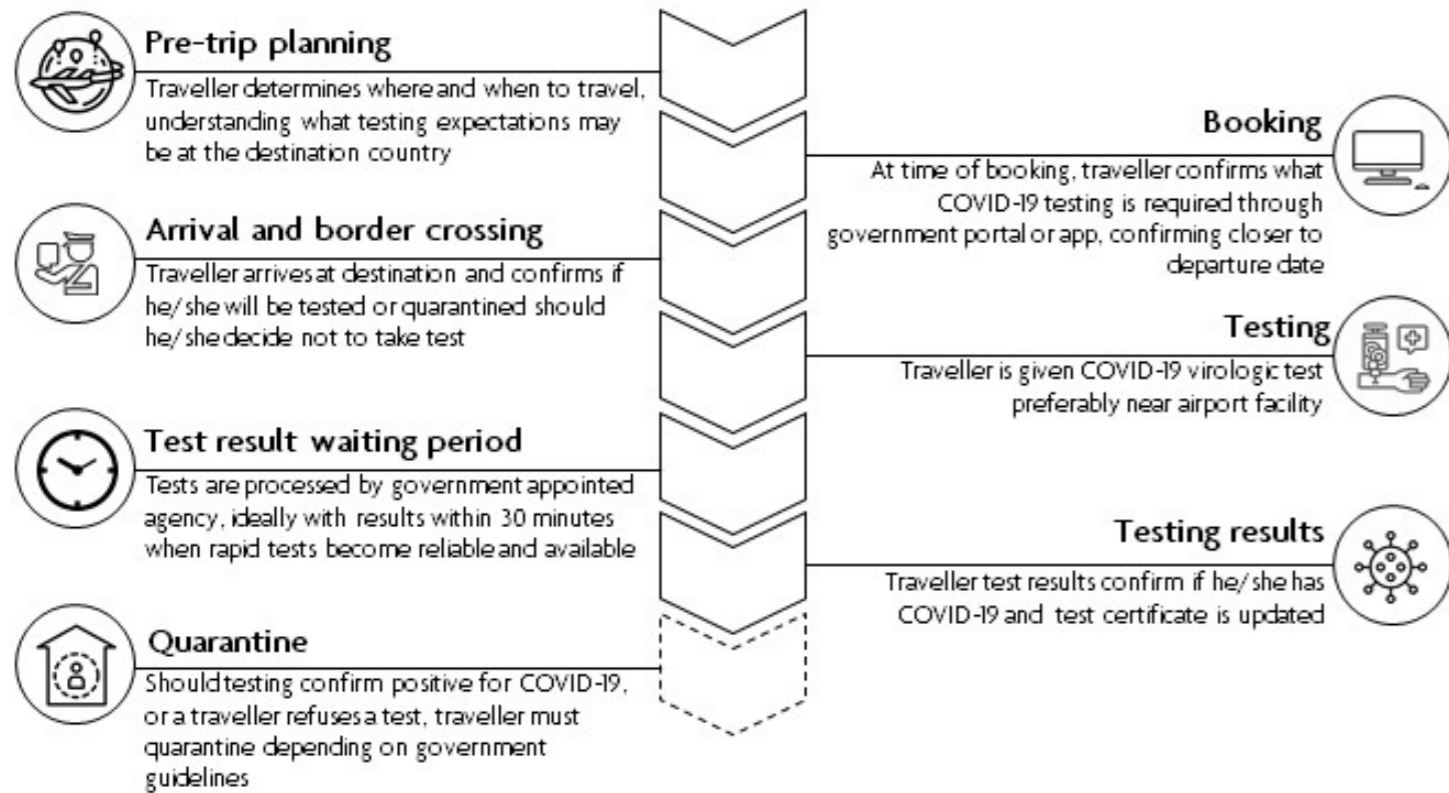 Pre-trip planning
Traveller determines where and when to travel,
understanding what testing expectations may
be at the destination country
Booking
At time of booking, traveller confirms what
COVID-19 testing is required through
government portal or app, confirming closer to
departure date
Arrival and border crossing
Traveller arrives at destination and confirms if
he/she will be tested or quarantined should
he/she decide not to take test
Testing
Traveller is given COVID-19 virologic test
preferably near airport facility
Test result waiting period
Tests are processed by government appointed
agency, ideally with results within 30 minutes
when rapid tests become reliable and available
Testing results
Traveller test results confirm if he/she has
COVID-19 and test certificate is updated
Quarantine
Should testing confirm positive for COVID-19,
or a traveller refuses a test, traveller must
quarantine depending on government
guidelines